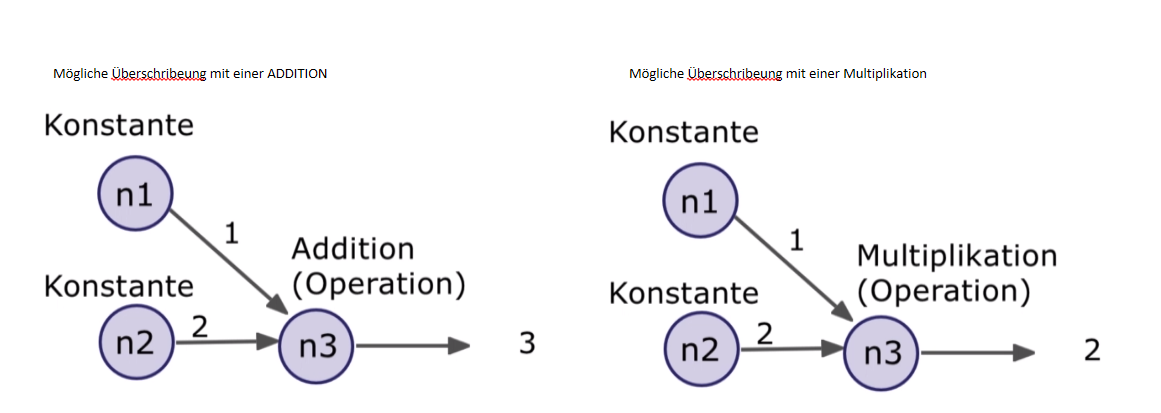 Mögliche Überschribeung mit einer ADDITION
Konstante
n1
1
Addition
(Operation)
Konstante
n2
2
n3
3
Mögliche Überschribeung mit einer Multiplikation
Konstante
n1
1
Multiplikation
(Operation)
Konstante
n2
2
n3
2